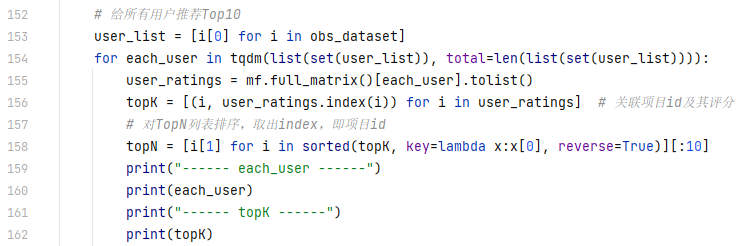 152 # 给所有用户推荐Top10
153 user_list = [i[0] for i in obs_dataset]
154 for each_user in tqdm(list(set(user_list)), total=len(list(set(user_list)))):
155 user_ratings = mf.full_matrix()[each_user].tolist()
156 topK = [(i, user_ratings.index(i)) for i in user_ratings]  # 关联项目id及其评分
157 # 对TopN列表排序，取出index，即项目id
158 topN = [i[1] for i in sorted(topK, key=lambda x:x[0], reverse=True)][:10]
159 print("------ each_user ------")
160 print(each_user)
161 print("------ topK ------")
162 print(topK)